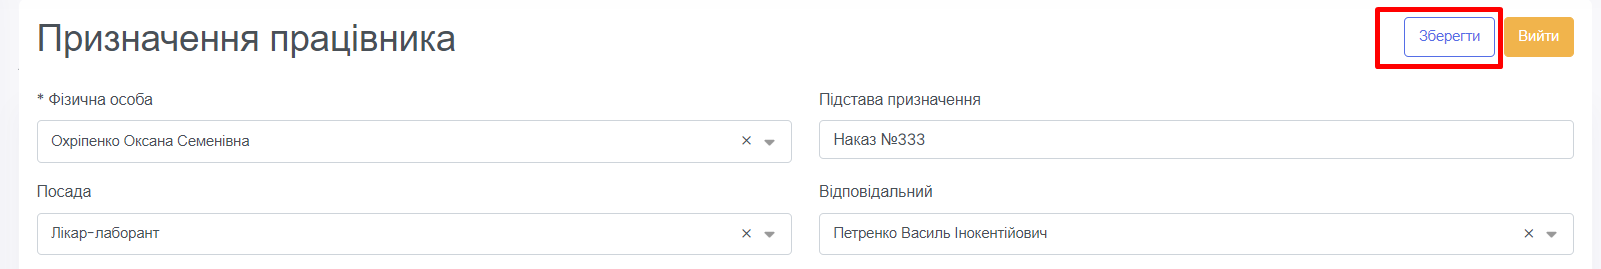 Призначення працівника
Зберегти
Вийти
* Фізична особа
Підстава призначення
Охріпенко Оксана Семенівна
Наказ №333
Посада
Відповідальний
Лікар-лаборант
Петренко Василь Інокентійович